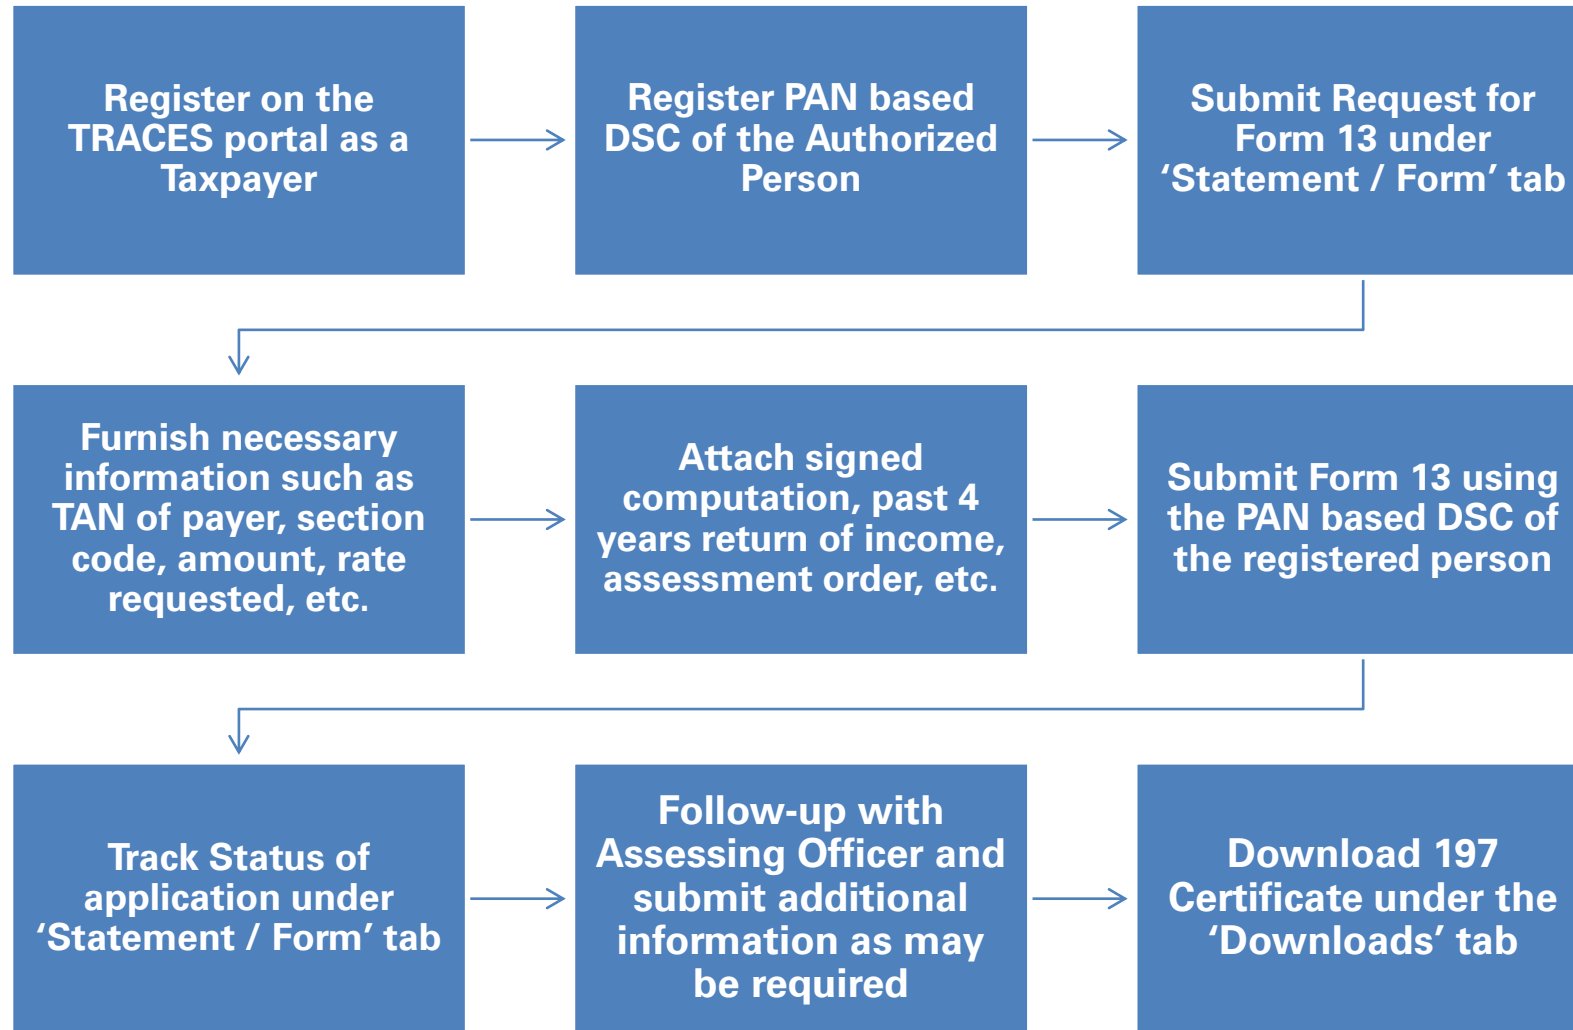 Register on the
TRACES portal as a
Taxpayer
Register PAN based
DSC of the Authorized
Person
Submit Request for
Form 13 under
‘Statement / Form’ tab
Furnish necessary
information such as
TAN of payer, section
code, amount, rate
requested, etc.
Attach signed
computation, past 4
years return of income,
assessment order, etc.
Submit Form 13 using
the PAN based DSC of
the registered person
Track Status of
application under
‘Statement / Form’ tab
Follow-up with
Assessing Officer and
submit additional
information as may
be required
Download 197
Certificate under the
‘Downloads’ tab